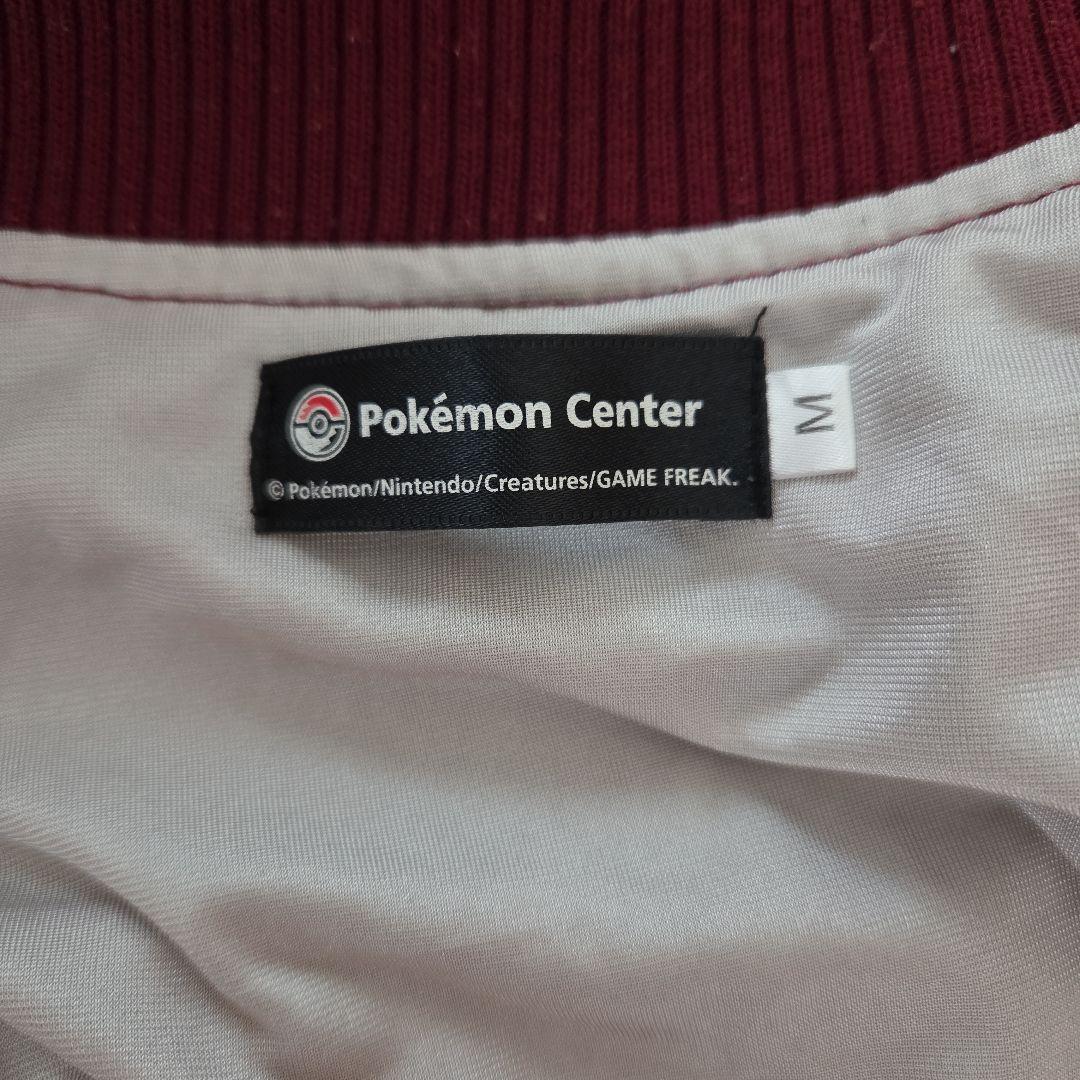 Pokémon Center
© Pokémon/Nintendo/Creatures/GAME FREAK.
M